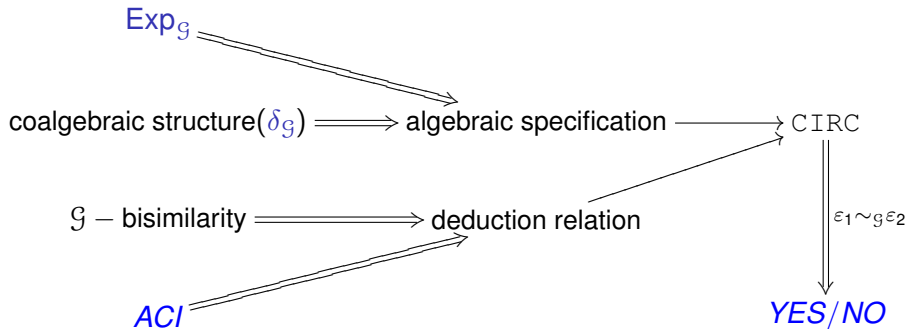 Exp𝒢
coalgebraic structure(δ𝒢) algebraic specification CIRC
𝒢 − bisimilarity deduction relation ε₁∼𝒢ε₂
ACI YES/NO